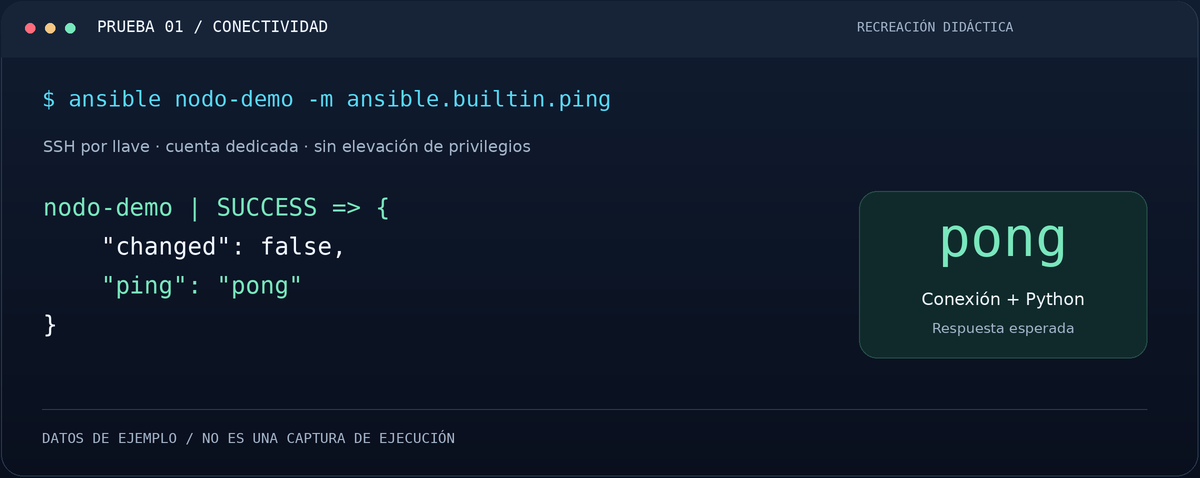 PRUEBA 01 / CONECTIVIDAD
RECREACIÓN DIDÁCTICA
$ ansible nodo-demo -m ansible.builtin.ping
SSH por llave · cuenta dedicada · sin elevación de privilegios
nodo-demo | SUCCESS => {
    "changed": false,
    "ping": "pong"
}
pong
Conexión + Python
Respuesta esperada
DATOS DE EJEMPLO / NO ES UNA CAPTURA DE EJECUCIÓN